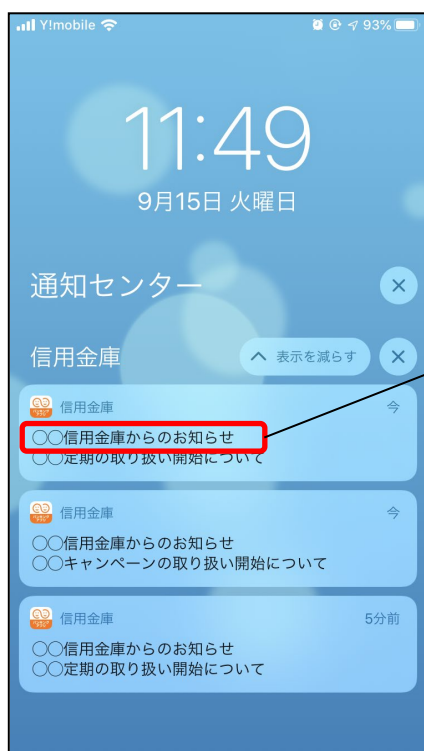 Y!mobile 93%
11:49
9月15日 火曜日
通知センター
信用金庫 表示を減らす
信用金庫 今
○○信用金庫からのお知らせ
○○定期の取り扱い開始について
信用金庫 今
○○信用金庫からのお知らせ
○○キャンペーンの取り扱い開始について
信用金庫 5分前
○○信用金庫からのお知らせ
○○定期の取り扱い開始について